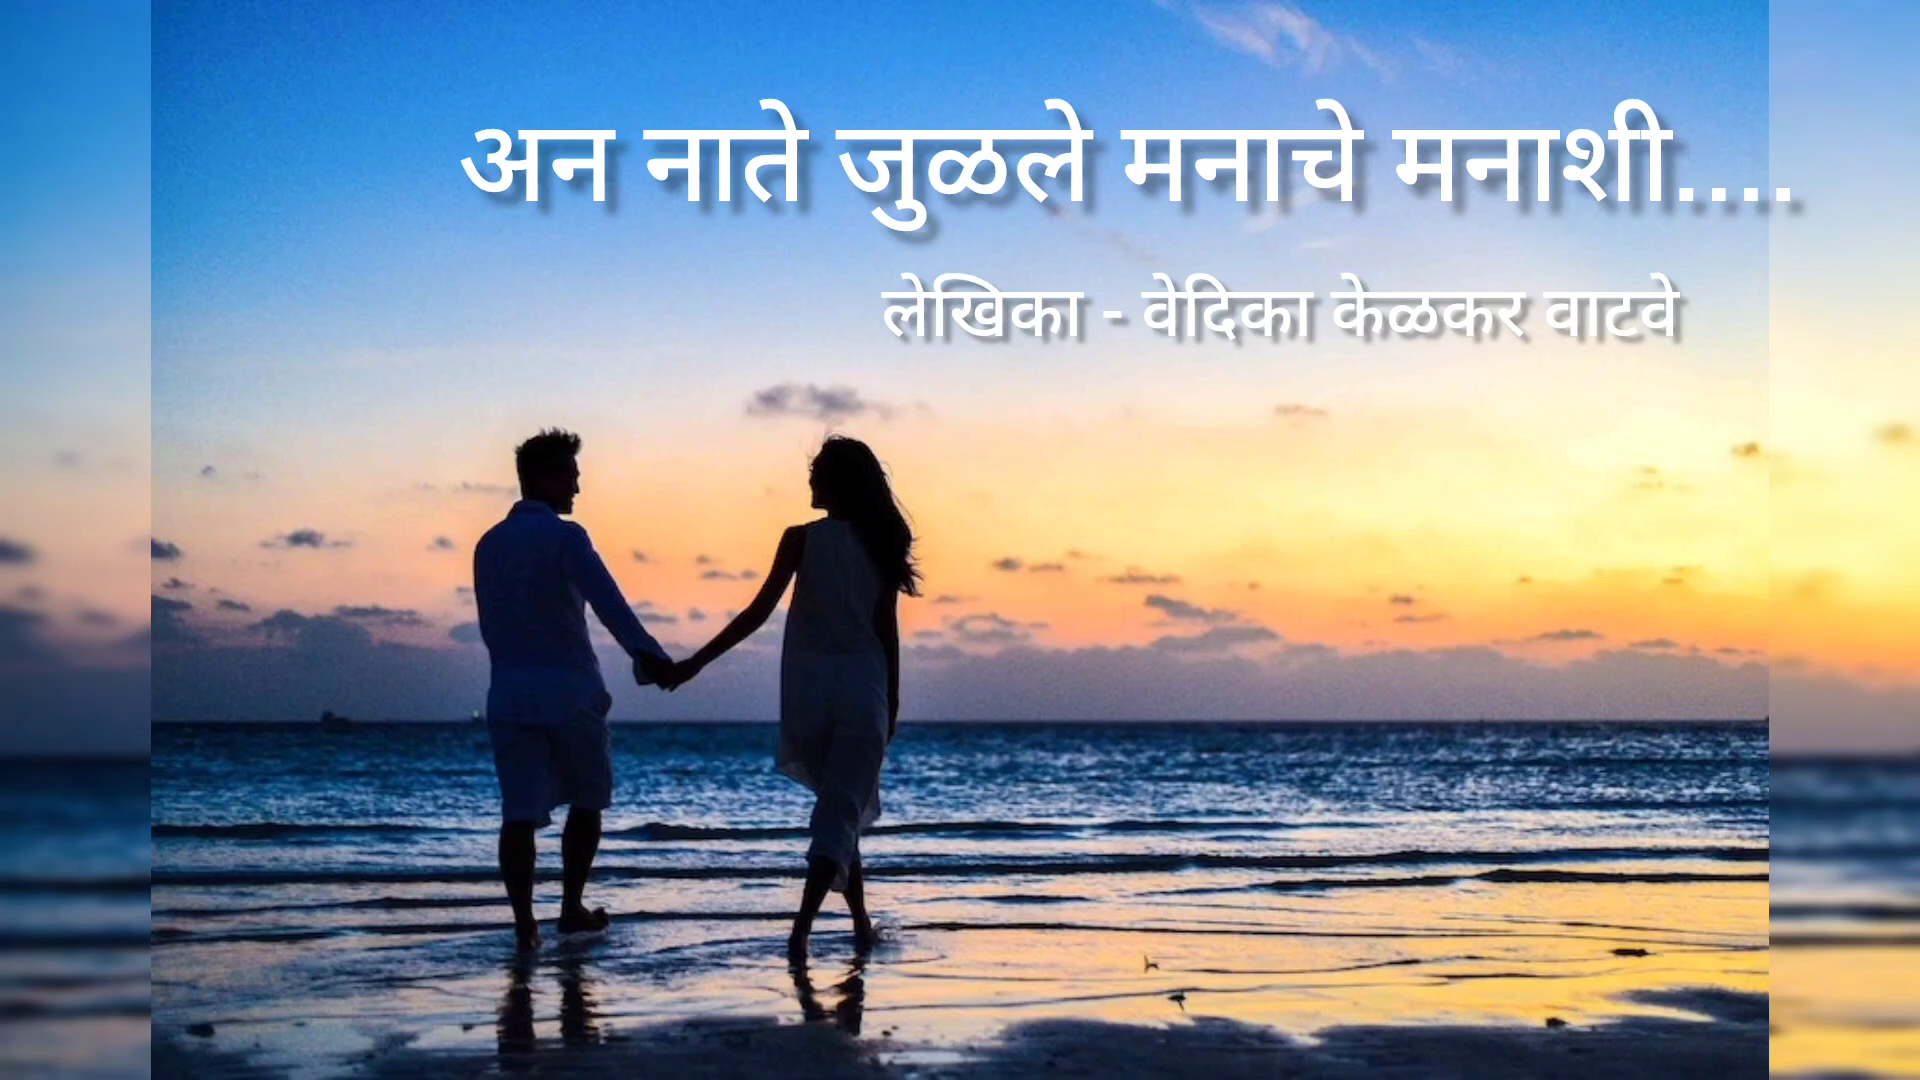 अन नाते जुळले मनाचे मनाशी....
लेखिका - वेदिका केळकर वाटवे